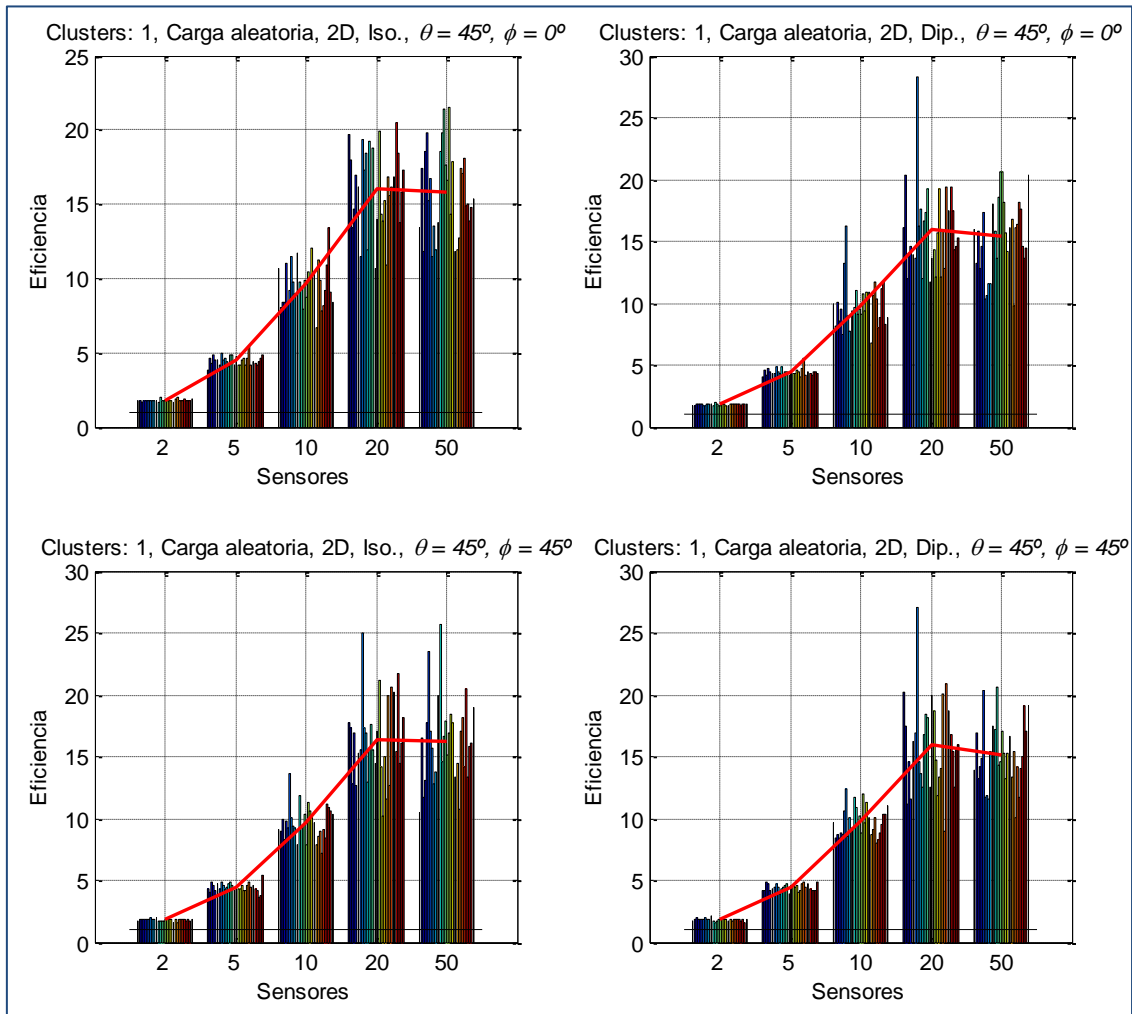 Clusters: 1, Carga aleatoria, 2D, Iso., θ = 45º, ϕ = 0º
25
20
15
10
5
0
Eficiencia
2 5 10 20 50
Sensores
Clusters: 1, Carga aleatoria, 2D, Dip., θ = 45º, ϕ = 0º
30
25
20
15
10
5
0
Eficiencia
2 5 10 20 50
Sensores
Clusters: 1, Carga aleatoria, 2D, Iso., θ = 45º, ϕ = 45º
30
25
20
15
10
5
0
Eficiencia
2 5 10 20 50
Sensores
Clusters: 1, Carga aleatoria, 2D, Dip., θ = 45º, ϕ = 45º
30
25
20
15
10
5
0
Eficiencia
2 5 10 20 50
Sensores